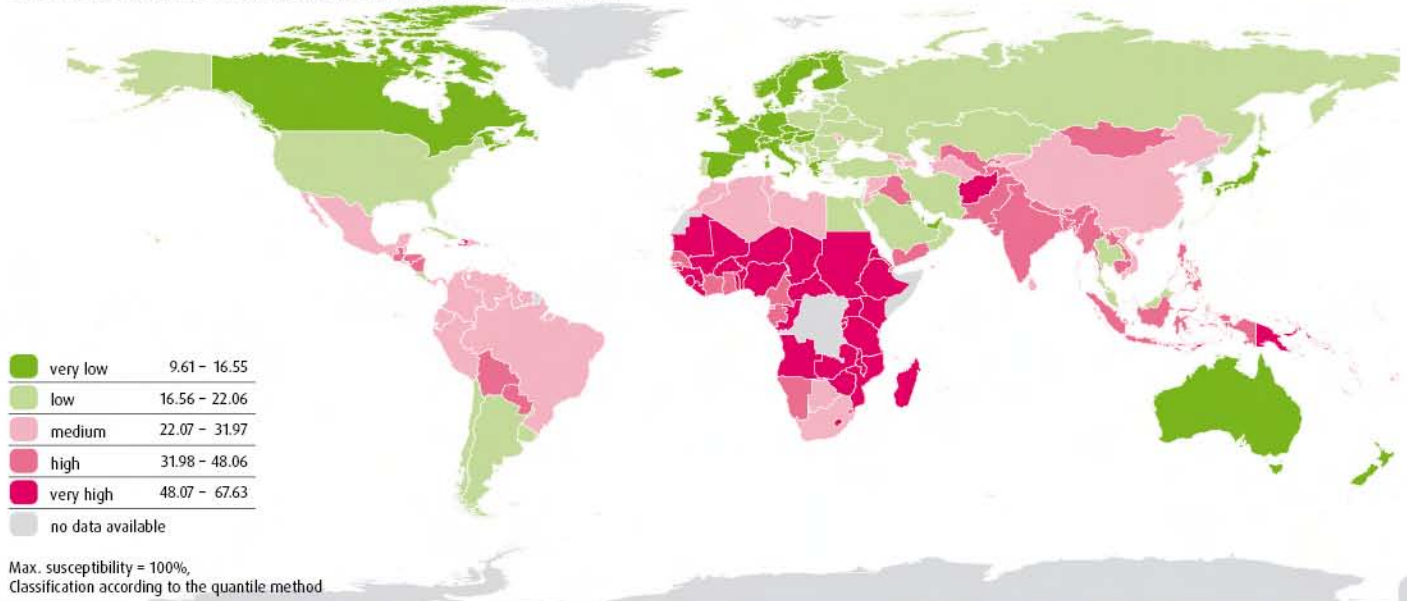 very low 9.61 – 16.55
low 16.56 – 22.06
medium 22.07 – 31.97
high 31.98 – 48.06
very high 48.07 – 67.63
no data available
Max. susceptibility = 100%,
Classification according to the quantile method